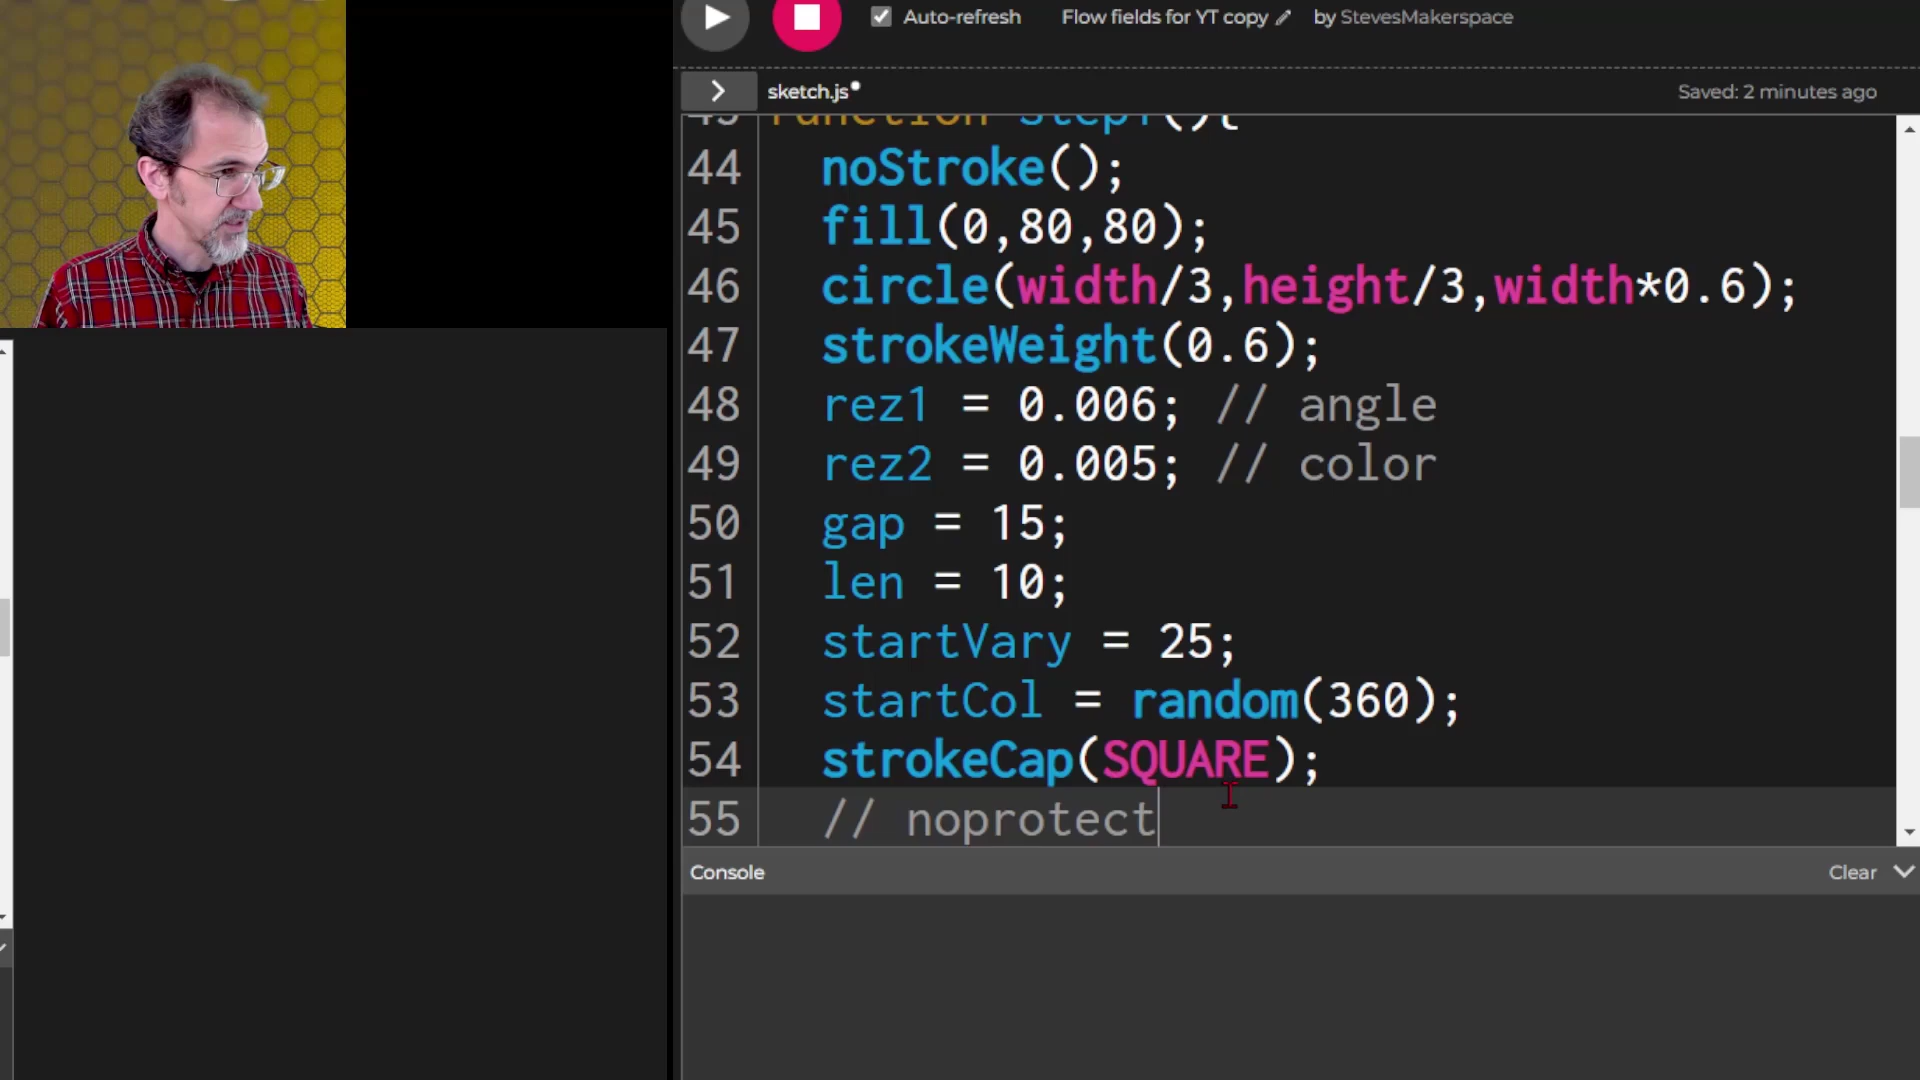 Auto-refresh Flow fields for YT copy by StevesMakerspace
> sketch.js• Saved: 2 minutes ago
44 noStroke();
45 fill(0,80,80);
46 circle(width/3,height/3,width*0.6);
47 strokeWeight(0.6);
48 rez1 = 0.006; // angle
49 rez2 = 0.005; // color
50 gap = 15;
51 len = 10;
52 startVary = 25;
53 startCol = random(360);
54 strokeCap(SQUARE);
55 // noprotect
Console Clear